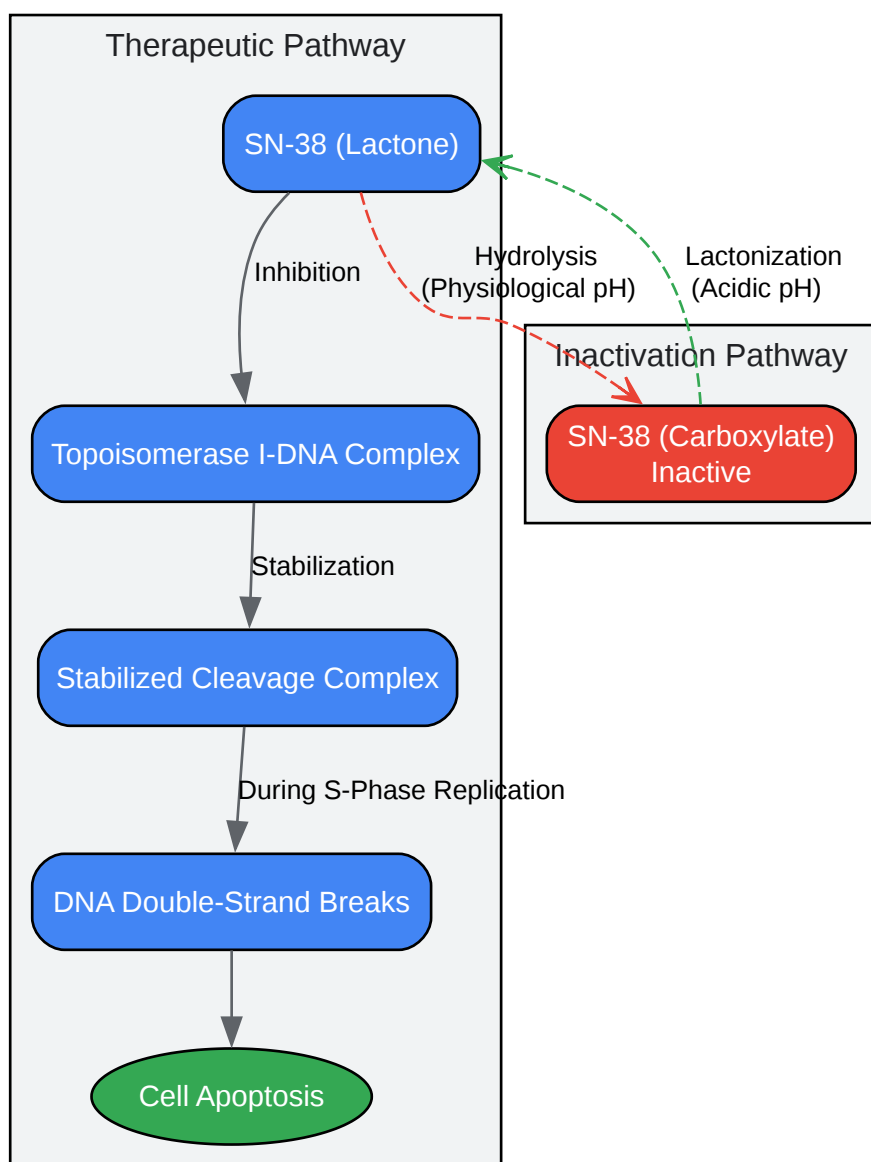 Therapeutic Pathway
SN-38 (Lactone)
Inhibition
Hydrolysis
(Physiological pH)
Lactonization
(Acidic pH)
Inactivation Pathway
Topoisomerase I-DNA Complex
SN-38 (Carboxylate)
Inactive
Stabilization
Stabilized Cleavage Complex
During S-Phase Replication
DNA Double-Strand Breaks
Cell Apoptosis